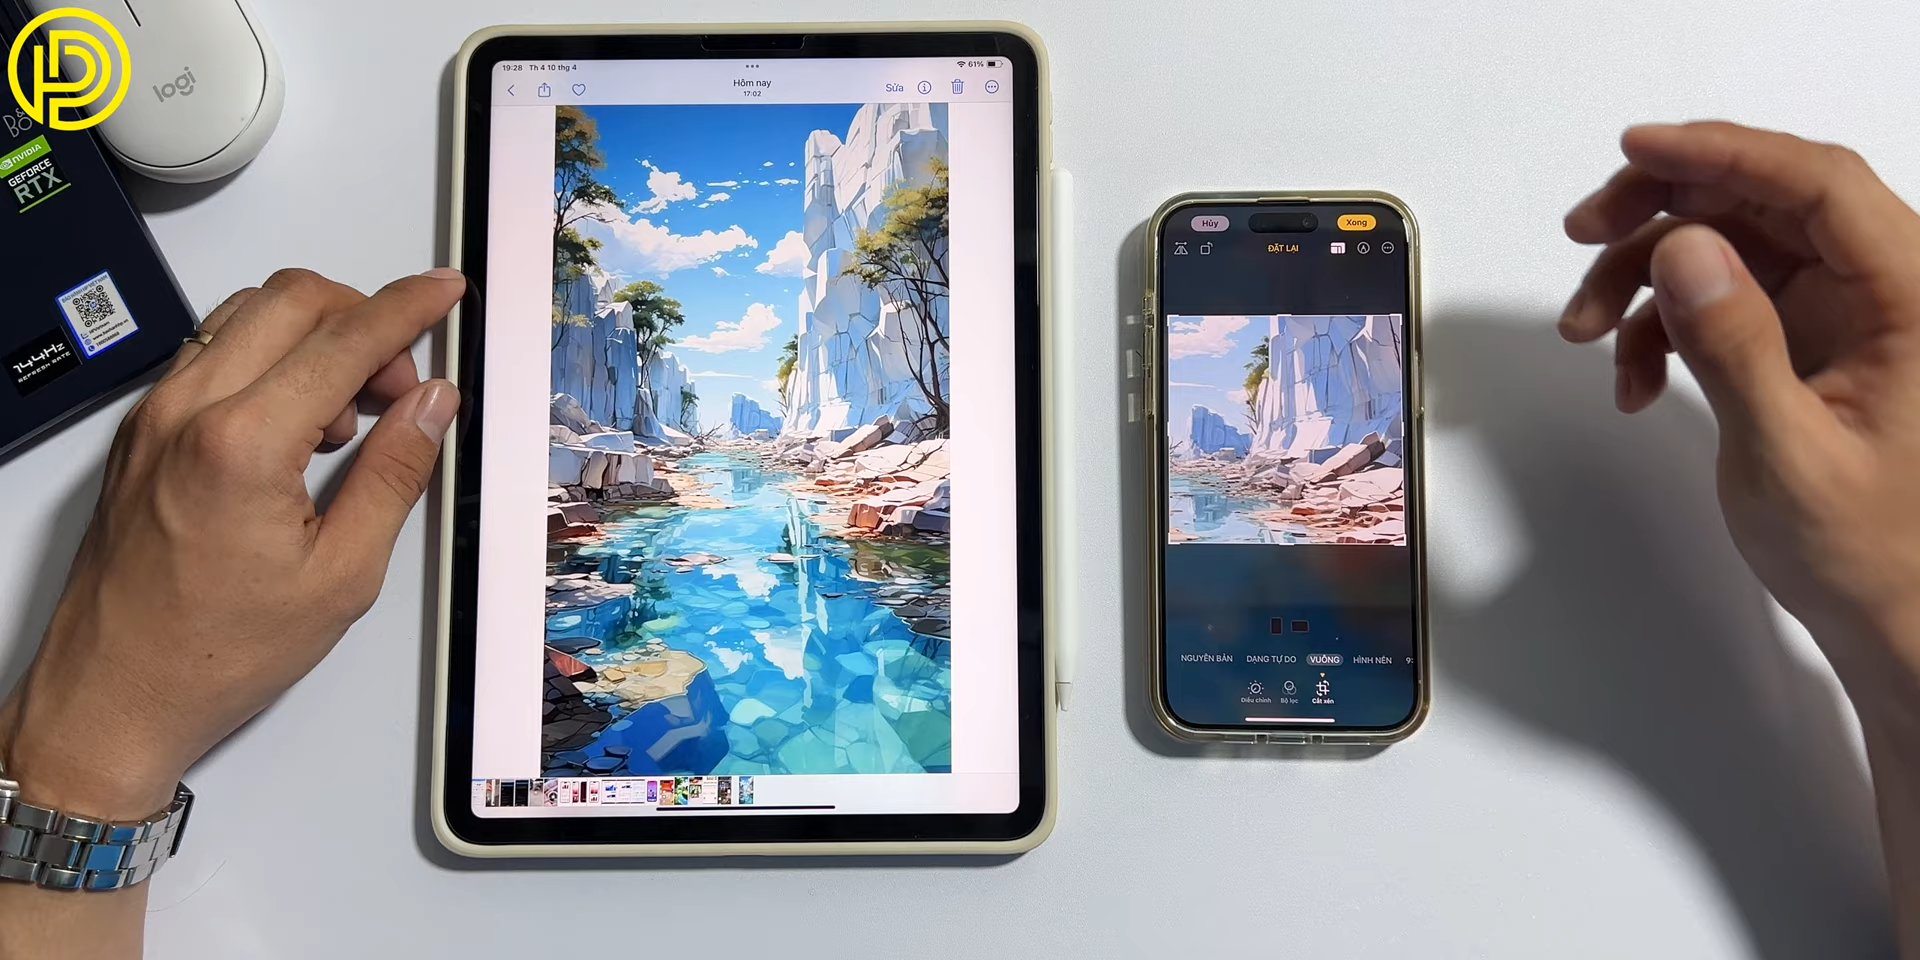 logi
B&
BO
NVIDIA
GEFORCE
RTX
144Hz
REFRESH RATE
19:28 Th 4 10 thg 4
61%
Hôm nay
17:02
Sửa
Hủy
Xong
ĐẶT LẠI
NGUYÊN BẢN
DẠNG TỰ DO
VUÔNG
HÌNH NỀN
9:
Điều chỉnh
Bộ lọc
Cắt xén